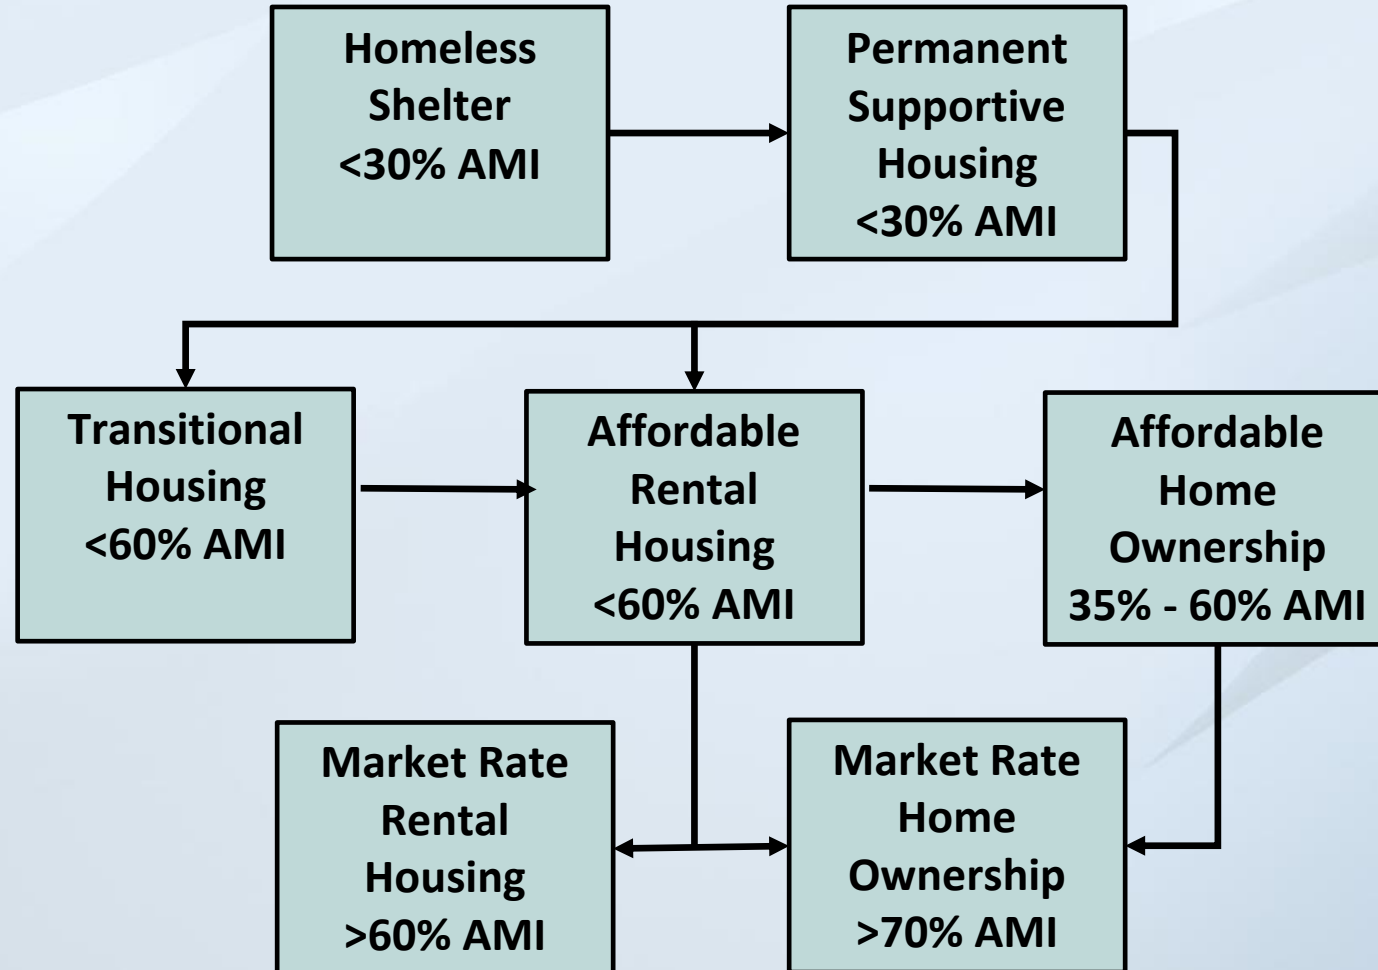 Homeless
Shelter
<30% AMI
Permanent
Supportive
Housing
<30% AMI
Transitional
Housing
<60% AMI
Affordable
Rental
Housing
<60% AMI
Affordable
Home
Ownership
35% - 60% AMI
Market Rate
Rental
Housing
>60% AMI
Market Rate
Home
Ownership
>70% AMI